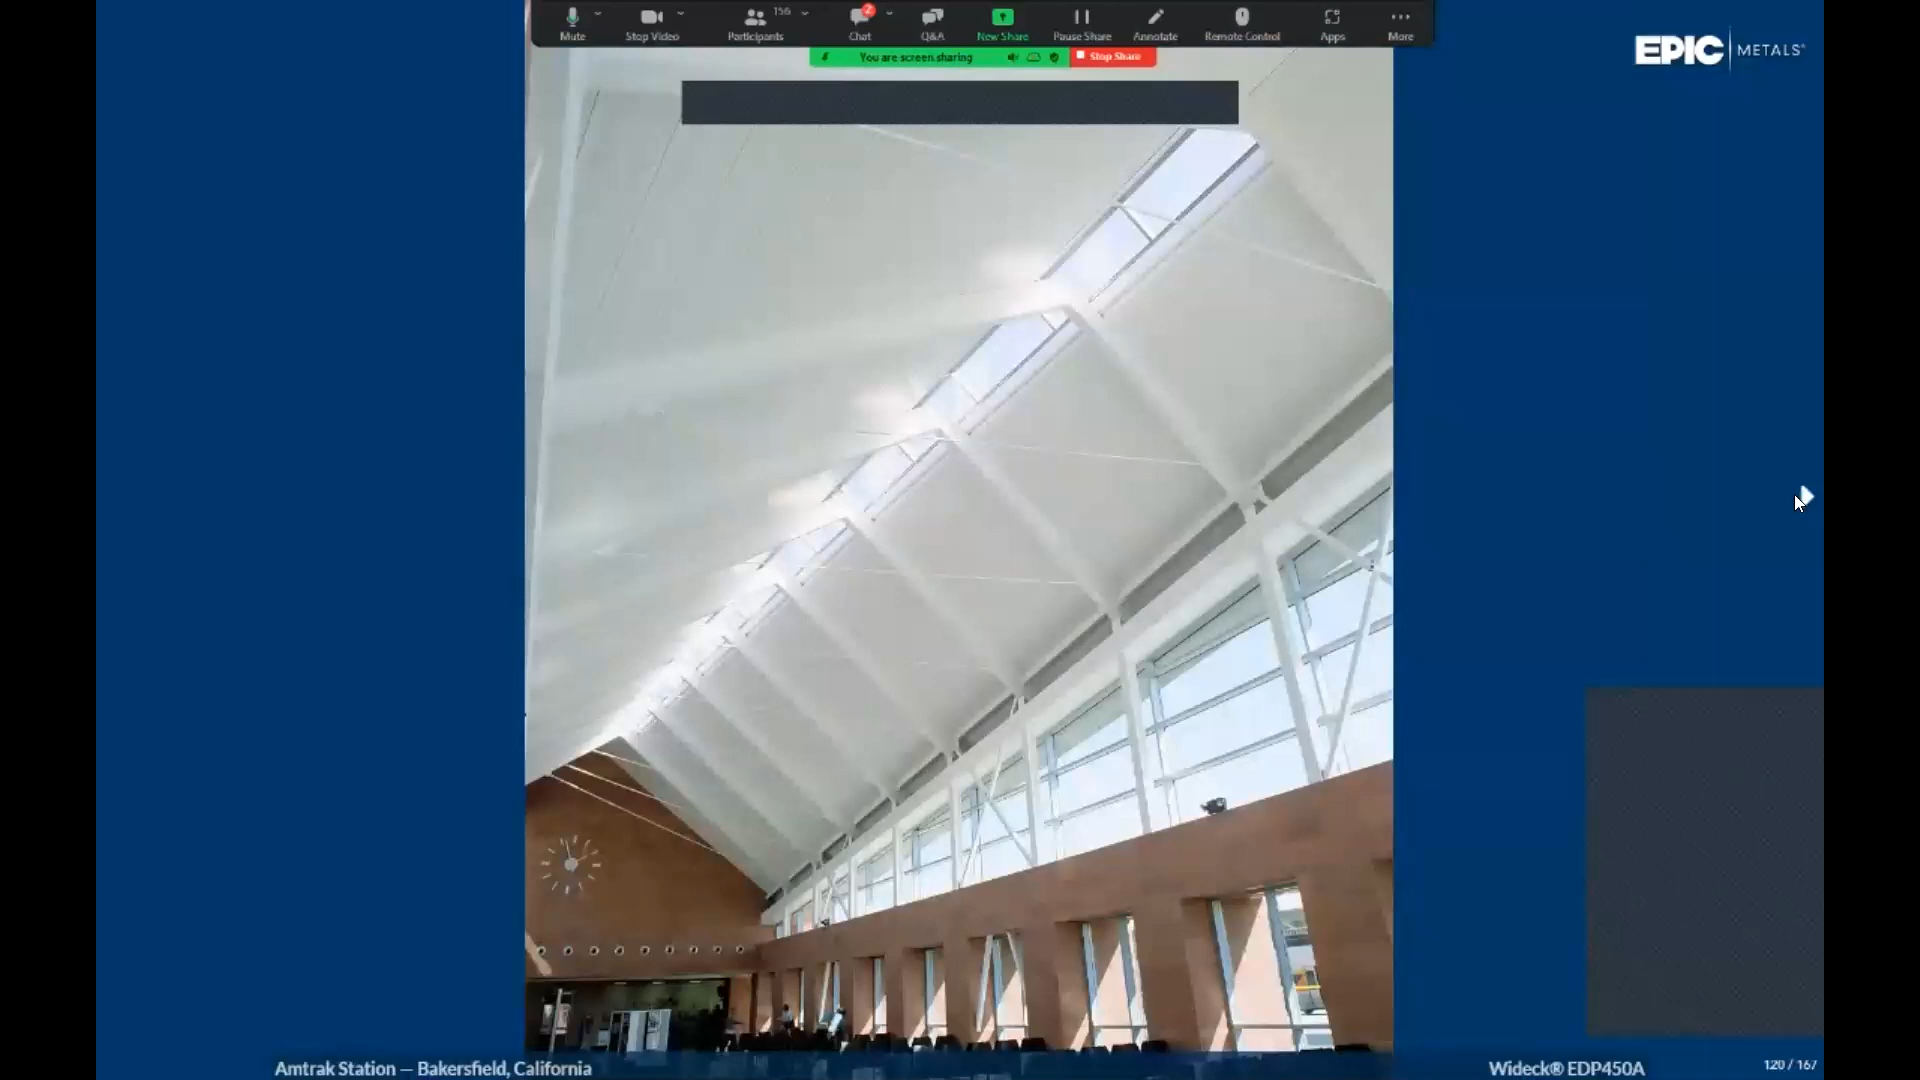 156
2
Mute
Stop Video
Participants
Chat
Q&A
New Share
Pause Share
Annotate
Remote Control
Apps
More
You are screen sharing
Stop Share
EPIC METALS®
Amtrak Station — Bakersfield, California
Wideck® EDP450A
120 / 167